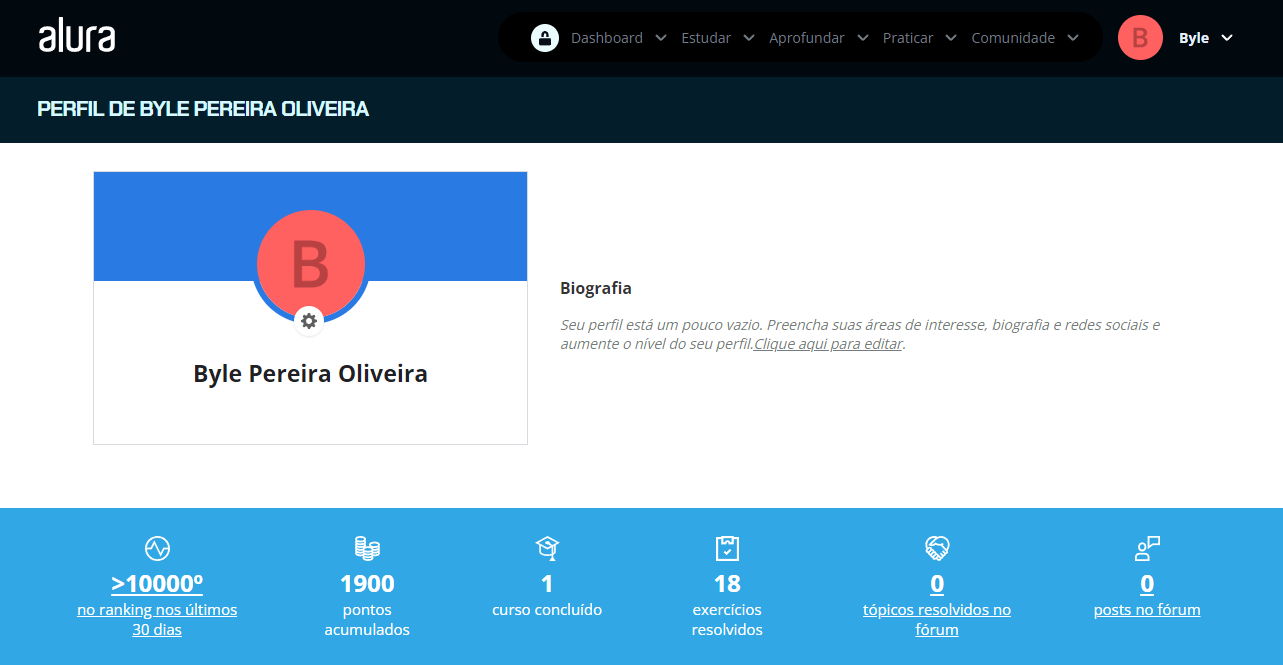 alura
Dashboard Estudar Aprofundar Praticar Comunidade B Byle
PERFIL DE BYLE PEREIRA OLIVEIRA
B
Byle Pereira Oliveira
Biografia
Seu perfil está um pouco vazio. Preencha suas áreas de interesse, biografia e redes sociais e
aumente o nível do seu perfil.Clique aqui para editar.
>10000º
no ranking nos últimos
30 dias
1900
pontos
acumulados
1
curso concluído
18
exercícios
resolvidos
0
tópicos resolvidos no
fórum
0
posts no fórum